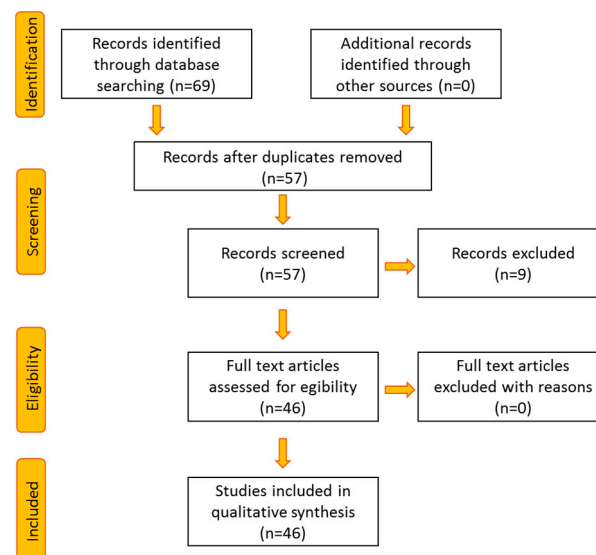 Identification
Records identified
through database
searching (n=69)
Additional records
identified through
other sources (n=0)
Records after duplicates removed
(n=57)
Screening
Records screened
(n=57)
Records excluded
(n=9)
Eligibility
Full text articles
assessed for egibility
(n=46)
Full text articles
excluded with reasons
(n=0)
Included
Studies included in
qualitative synthesis
(n=46)